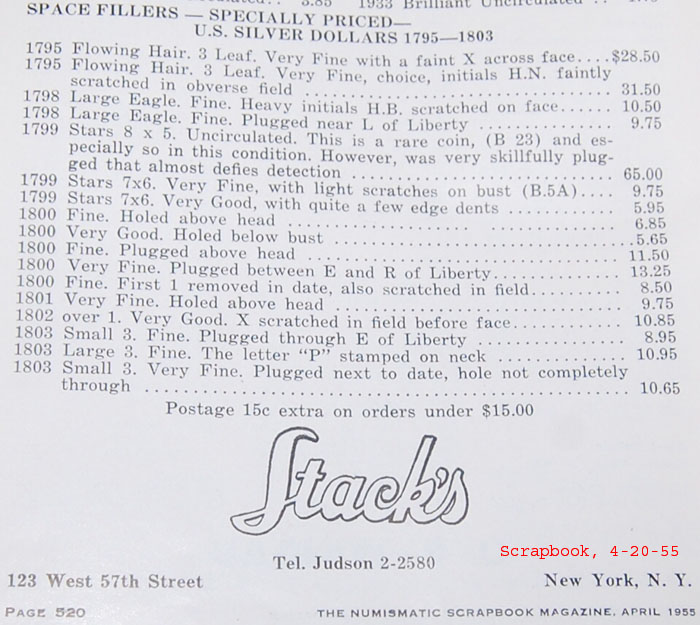 3.85 1933 Brilliant Uncirculated
SPACE FILLERS — SPECIALLY PRICED—
U.S. SILVER DOLLARS 1795—1803
1795 Flowing Hair. 3 Leaf. Very Fine with a faint X across face....$28.50
1795 Flowing Hair. 3 Leaf. Very Fine, choice, initials H.N. faintly
scratched in obverse field ........................................ 31.50
1798 Large Eagle. Fine. Heavy initials H.B. scratched on face...... 10.50
1798 Large Eagle. Fine. Plugged near L of Liberty ................. 9.75
1799 Stars 8 x 5. Uncirculated. This is a rare coin, (B 23) and es-
pecially so in this condition. However, was very skillfully plug-
ged that almost defies detection .................................. 65.00
1799 Stars 7x6. Very Fine, with light scratches on bust (B.5A).... 9.75
1799 Stars 7x6. Very Good, with quite a few edge dents ............ 5.95
1800 Fine. Holed above head ....................................... 6.85
1800 Very Good. Holed below bust .................................. 5.65
1800 Fine. Plugged above head ..................................... 11.50
1800 Very Fine. Plugged between E and R of Liberty................ 13.25
1800 Fine. First 1 removed in date, also scratched in field.......... 8.50
1801 Very Fine. Holed above head .................................. 9.75
1802 over 1. Very Good. X scratched in field before face............ 10.85
1803 Small 3. Fine. Plugged through E of Liberty .................. 8.95
1803 Large 3. Fine. The letter "P" stamped on neck ................ 10.95
1803 Small 3. Very Fine. Plugged next to date, hole not completely
through ........................................................... 10.65
Postage 15c extra on orders under $15.00
Stack's
Tel. Judson 2-2580
Scrapbook, 4-20-55
123 West 57th Street New York, N. Y.
PAGE 520 THE NUMISMATIC SCRAPBOOK MAGAZINE, APRIL 1955